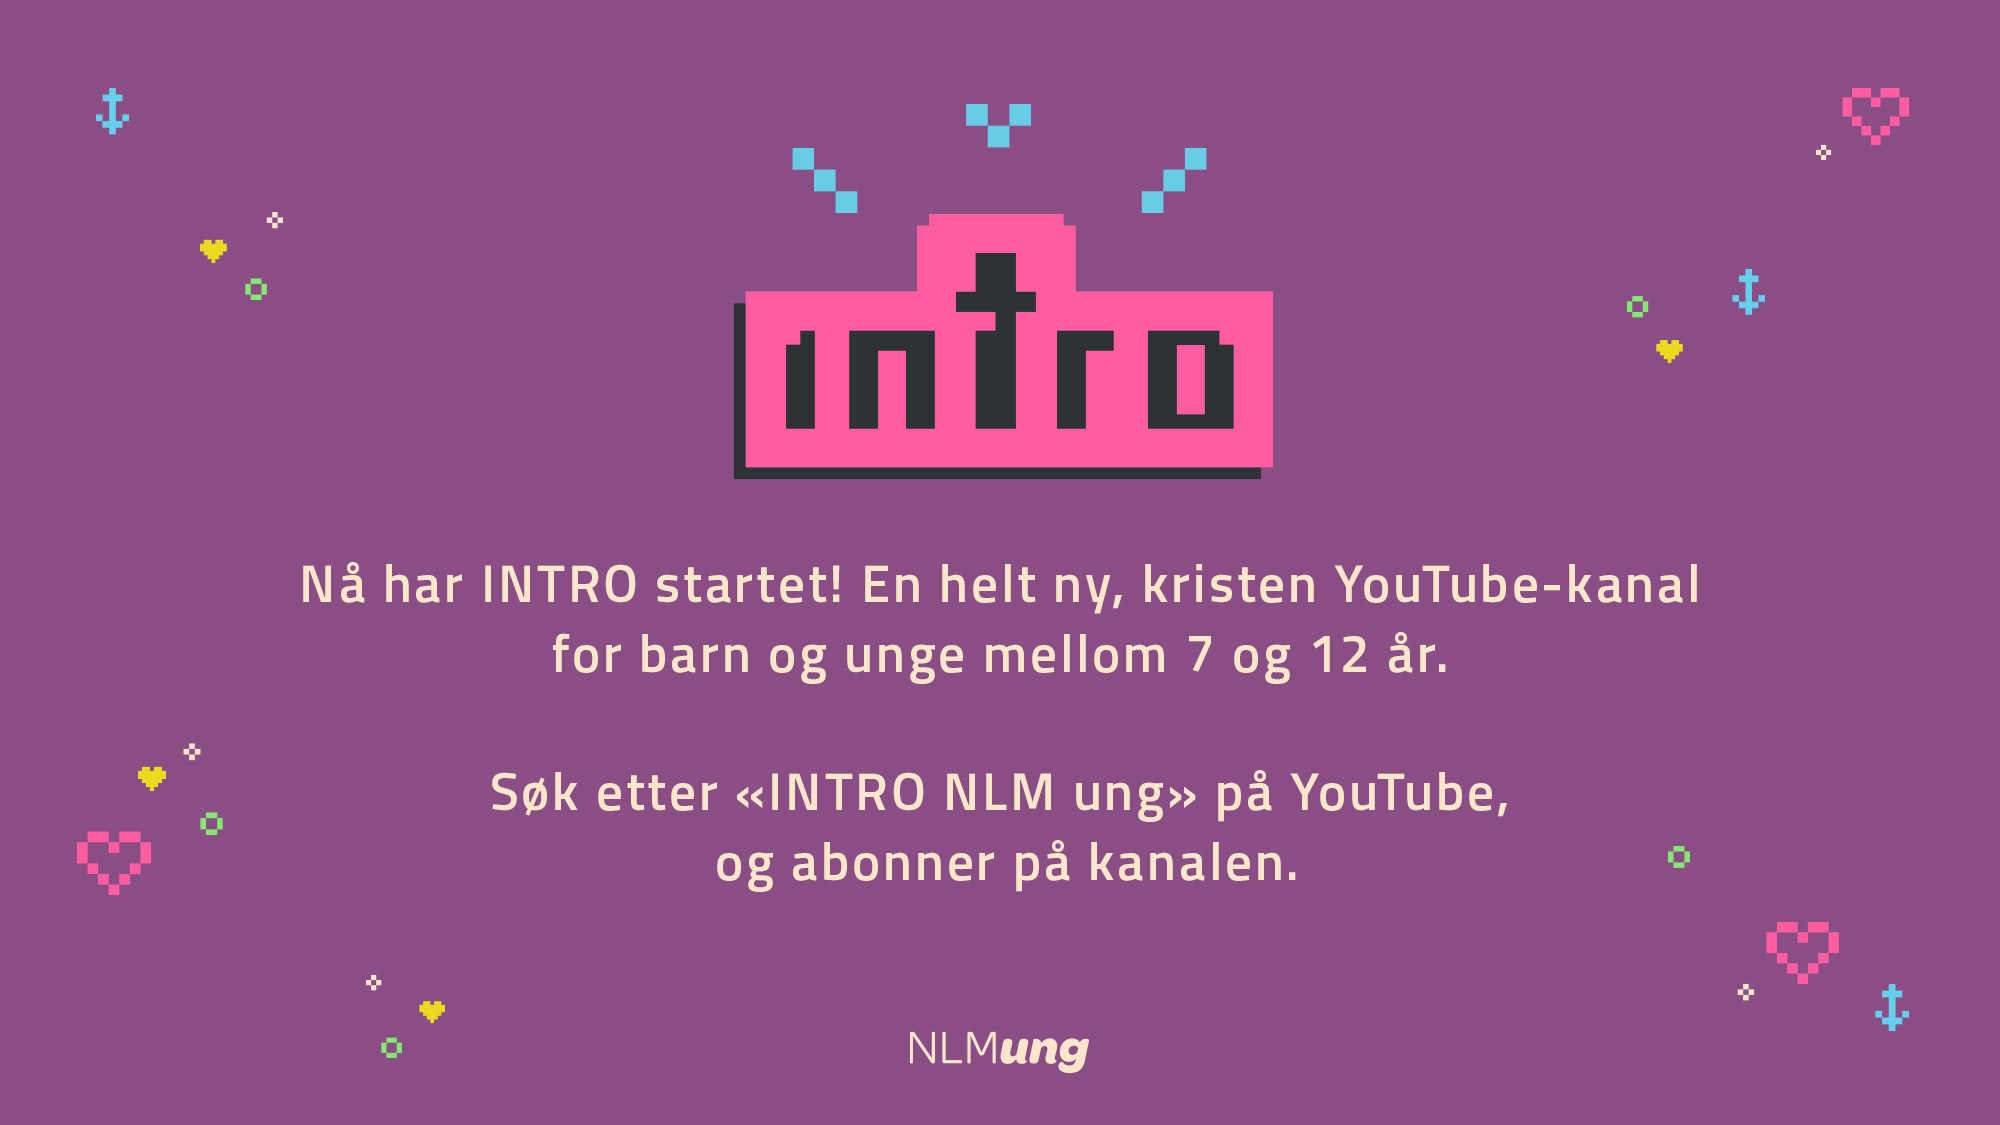 intro
Nå har INTRO startet! En helt ny, kristen YouTube-kanal
for barn og unge mellom 7 og 12 år.
Søk etter «INTRO NLM ung» på YouTube,
og abonner på kanalen.
NLMung